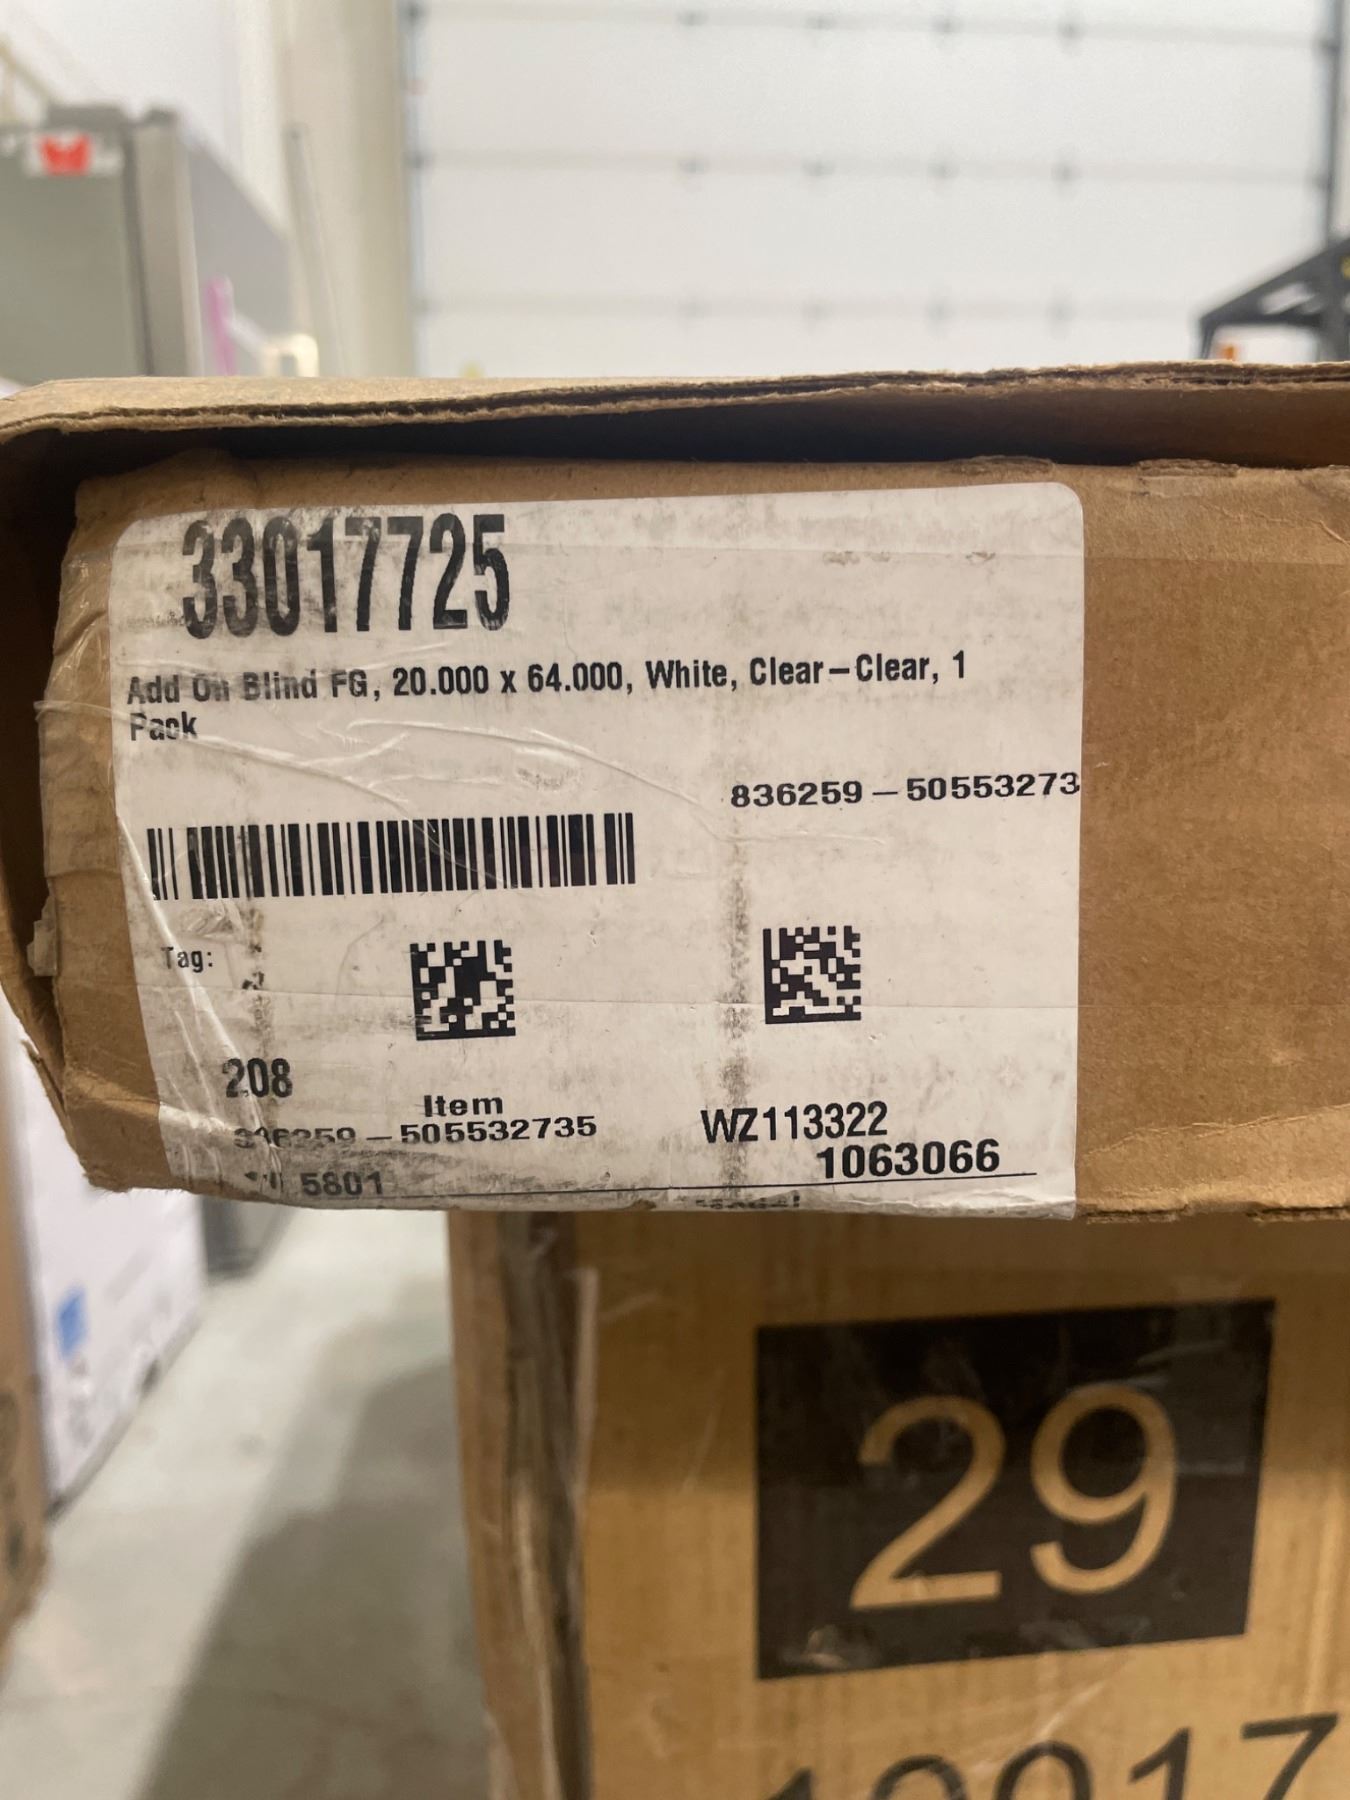 33017725
Add On Blind FG, 20.000 x 64.000, White, Clear-Clear, 1
Pack
836259-50553273
Tag:
208
Item
836259-505532735
WZ113322
1063066
5801
29